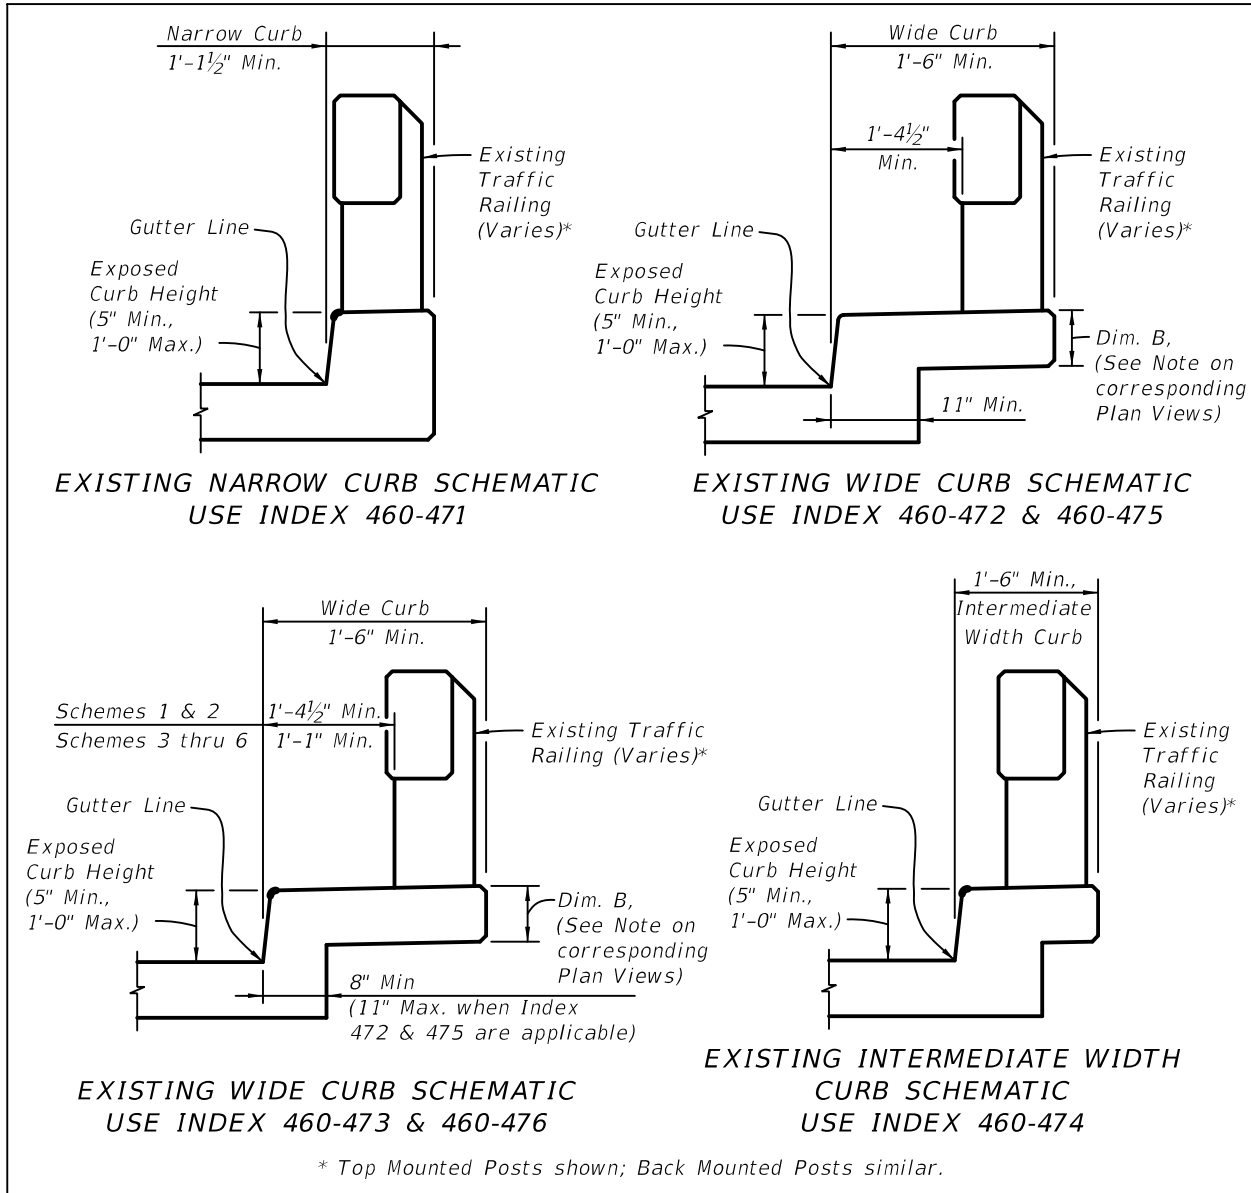 Narrow Curb
1'-1½" Min.
Existing
Traffic
Railing
(Varies)*
Gutter Line
Exposed
Curb Height
(5" Min.,
1'-0" Max.)
EXISTING NARROW CURB SCHEMATIC
USE INDEX 460-471
Wide Curb
1'-6" Min.
1'-4½"
Min.
Existing
Traffic
Railing
(Varies)*
Gutter Line
Exposed
Curb Height
(5" Min.,
1'-0" Max.)
Dim. B,
(See Note on
corresponding
Plan Views)
11" Min.
EXISTING WIDE CURB SCHEMATIC
USE INDEX 460-472 & 460-475
Wide Curb
1'-6" Min.
Schemes 1 & 2 1'-4½" Min.
Schemes 3 thru 6 1'-1" Min.
Existing Traffic
Railing (Varies)*
Gutter Line
Exposed
Curb Height
(5" Min.,
1'-0" Max.)
Dim. B,
(See Note on
corresponding
Plan Views)
8" Min
(11" Max. when Index
472 & 475 are applicable)
EXISTING WIDE CURB SCHEMATIC
USE INDEX 460-473 & 460-476
1'-6" Min.,
Intermediate
Width Curb
Existing
Traffic
Railing
(Varies)*
Gutter Line
Exposed
Curb Height
(5" Min.,
1'-0" Max.)
EXISTING INTERMEDIATE WIDTH
CURB SCHEMATIC
USE INDEX 460-474
* Top Mounted Posts shown; Back Mounted Posts similar.